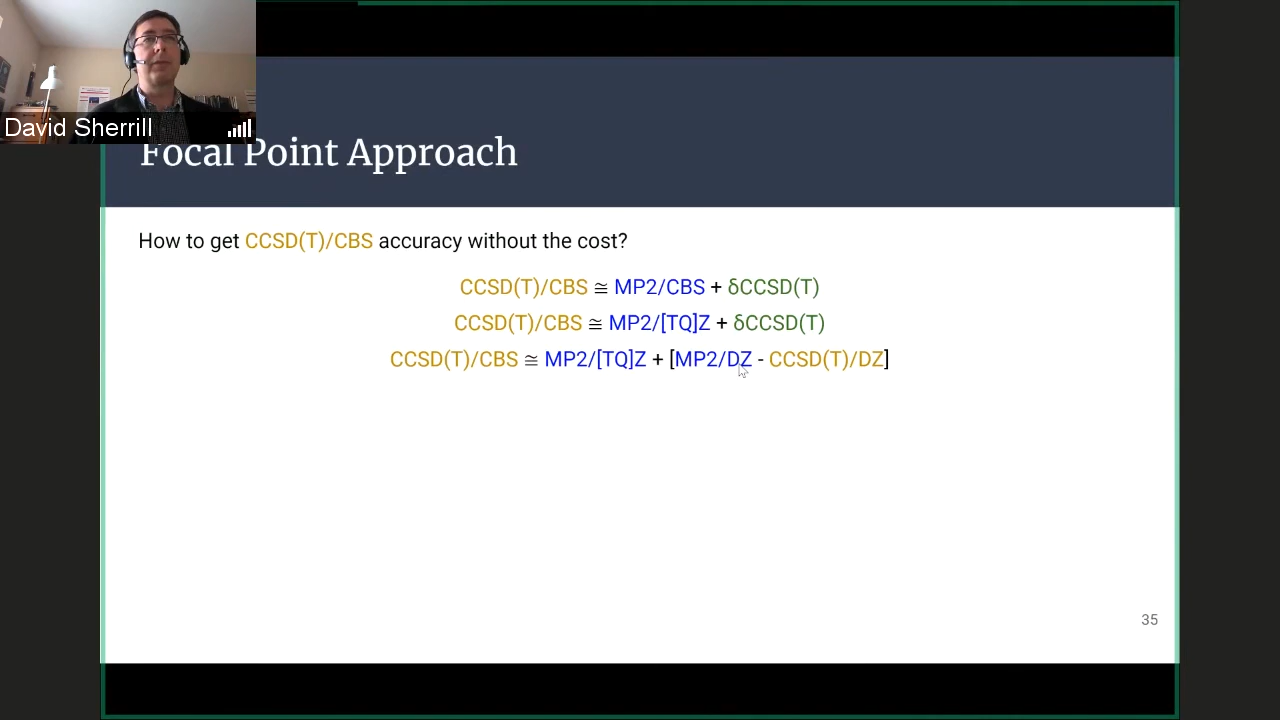 David Sherrill
Focal Point Approach
How to get CCSD(T)/CBS accuracy without the cost?
CCSD(T)/CBS ≅ MP2/CBS + δCCSD(T)
CCSD(T)/CBS ≅ MP2/[TQ]Z + δCCSD(T)
CCSD(T)/CBS ≅ MP2/[TQ]Z + [MP2/DZ - CCSD(T)/DZ]
35